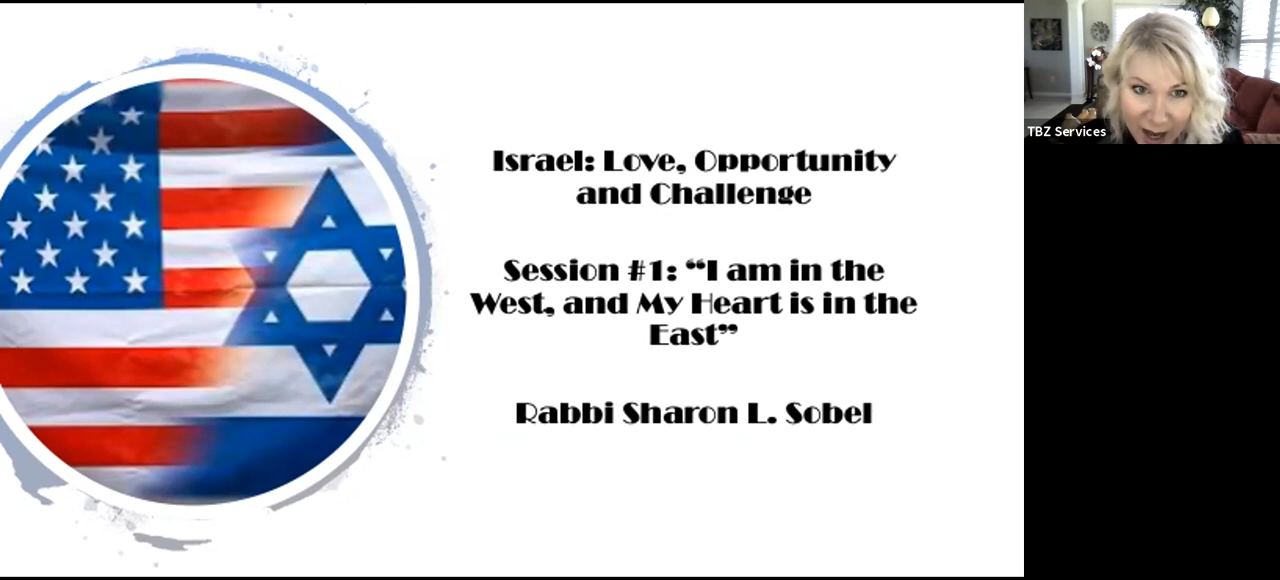 Israel: Love, Opportunity
and Challenge
Session #1: “I am in the
West, and My Heart is in the
East”
Rabbi Sharon L. Sobel
TBZ Services